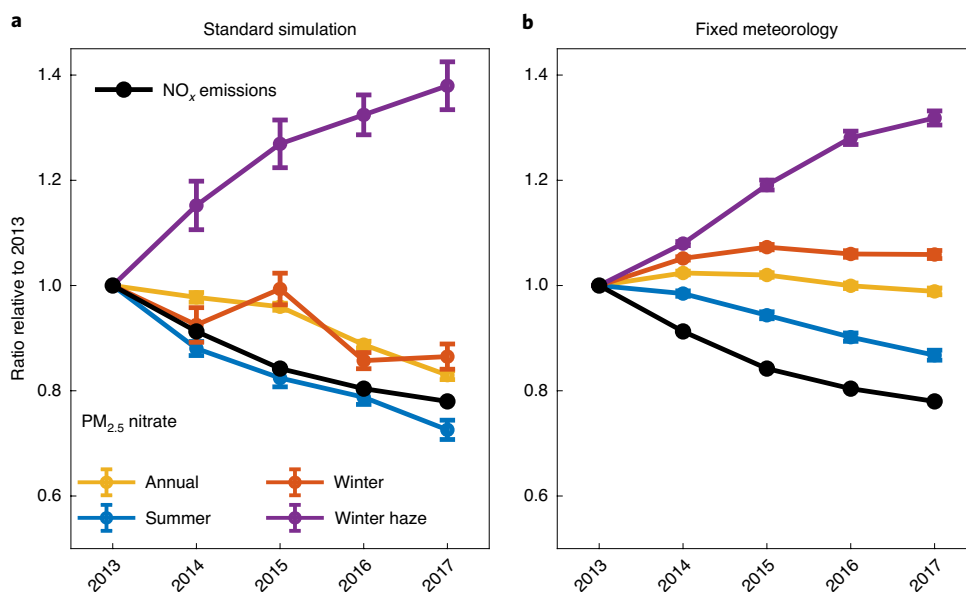 a
Standard simulation
1.4
1.2
1.0
0.8
0.6
Ratio relative to 2013
NOx emissions
PM2.5 nitrate
Annual
Winter
Summer
Winter haze
2013
2014
2015
2016
2017
b
Fixed meteorology
1.4
1.2
1.0
0.8
0.6
2013
2014
2015
2016
2017